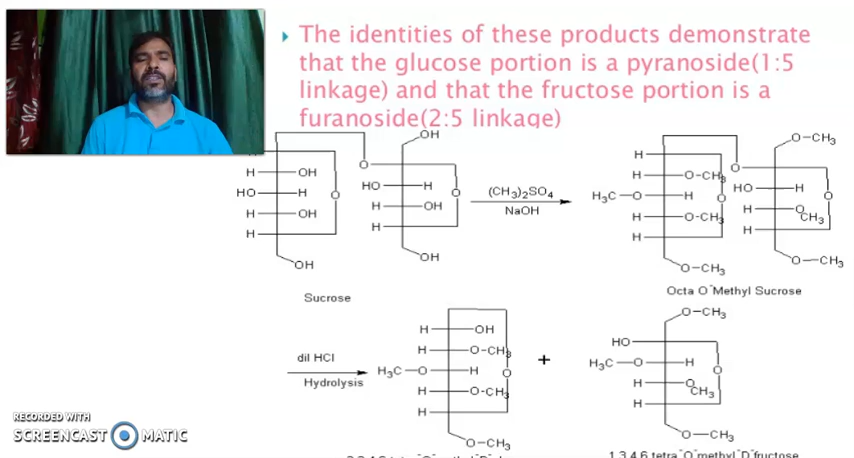 The identities of these products demonstrate
that the glucose portion is a pyranoside(1:5
linkage) and that the fructose portion is a
furanoside(2:5 linkage)
OH
H OH
HO H
H OH
H
OH
O
O
HO H
H OH
H
OH
O
(CH₃)₂SO₄
NaOH
H
H O-CH₃
H₃C-O H
H O-CH₃
H
O-CH₃
O
O
O-CH₃
HO H
H O
CH₃
H
O-CH₃
O
Sucrose
Octa O-Methyl Sucrose
dil HCl
Hydrolysis
H OH
H O-CH₃
H₃C-O H
H O-CH₃
H
O-CH₃
O
+
O-CH₃
HO
H₃C-O H
H O
CH₃
H
O-CH₃
O
1,3,4,6 tetra-O-methyl-D-fructose
RECORDED WITH
SCREENCAST MATIC